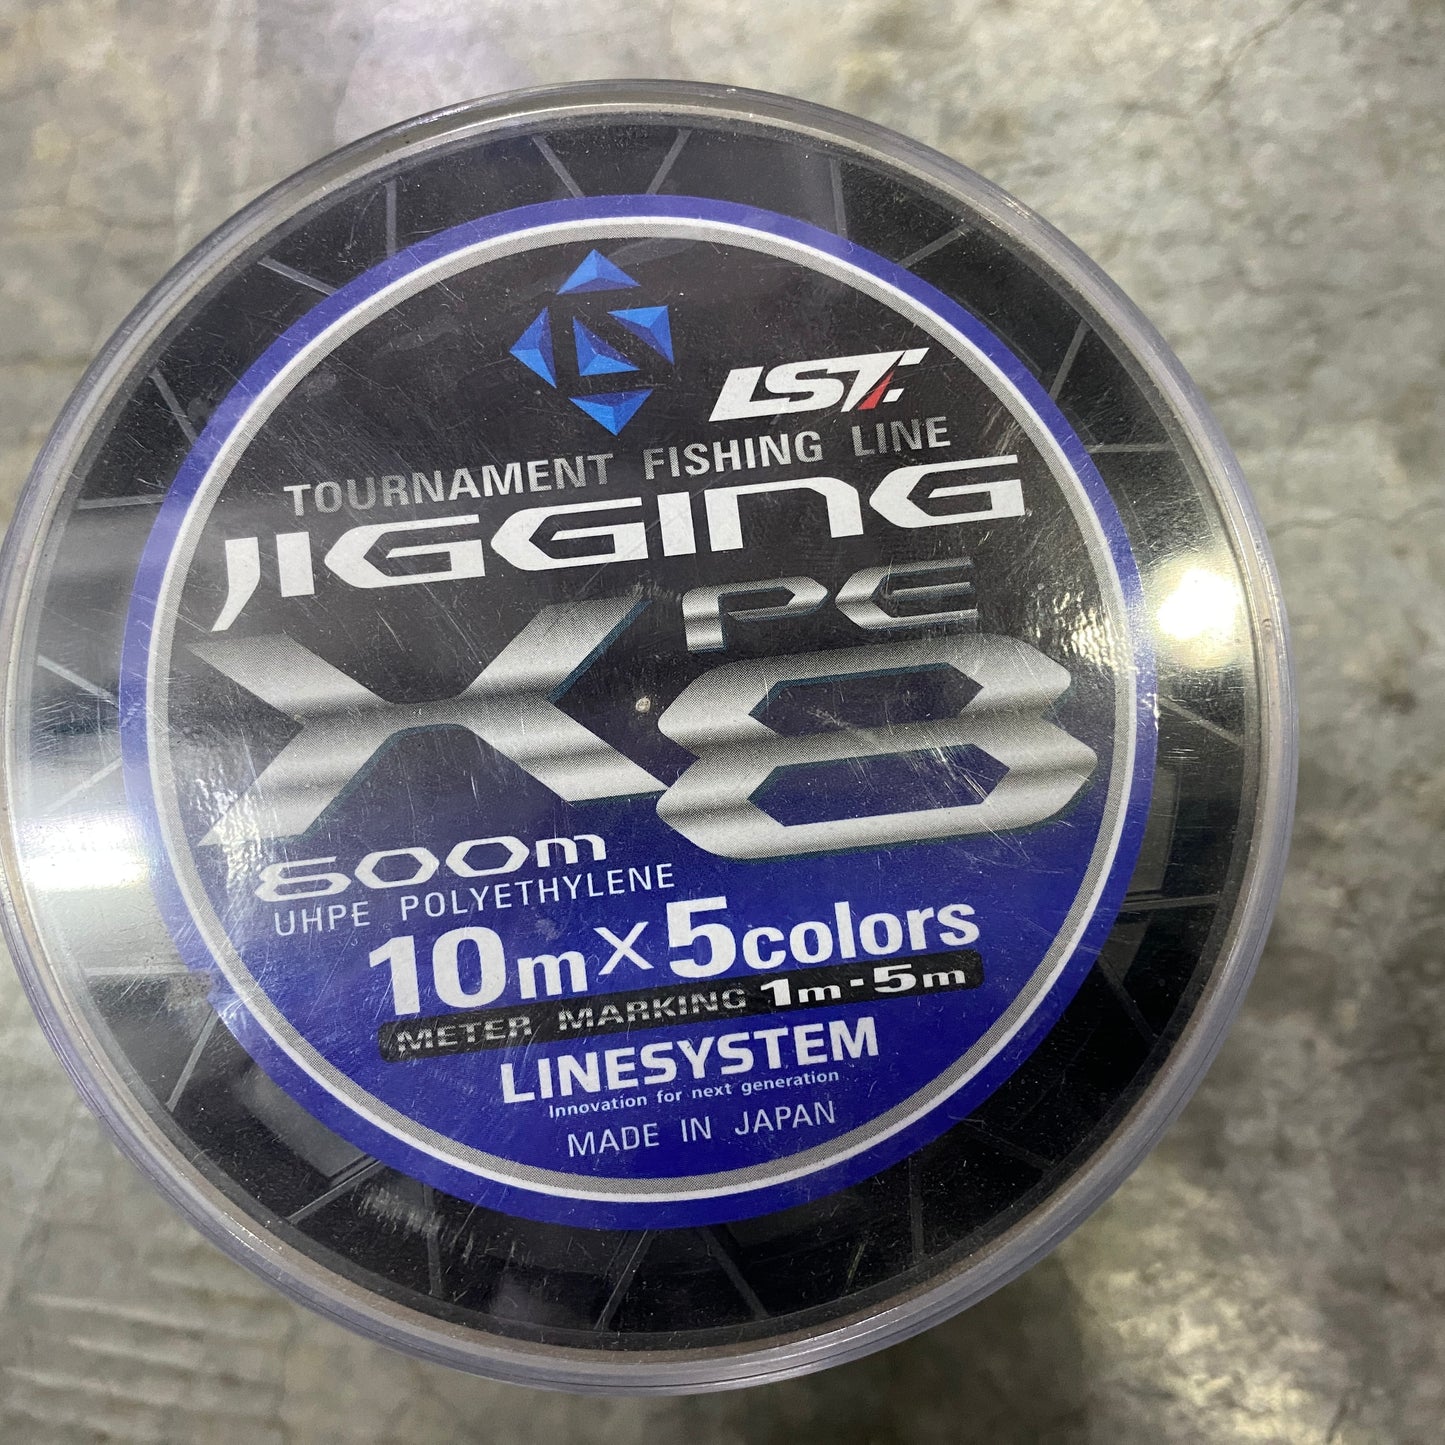 LST.
TOURNAMENT FISHING LINE
JIGGING
PE
X8
600m
UHPE POLYETHYLENE
10m x 5colors
METER MARKING 1m-5m
LINESYSTEM
Innovation for next generation
MADE IN JAPAN